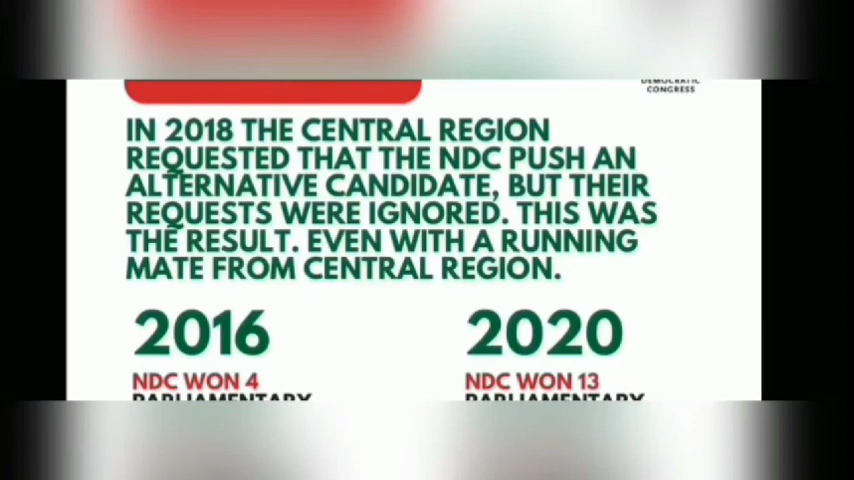 DEMOCRATIC
CONGRESS
IN 2018 THE CENTRAL REGION
REQUESTED THAT THE NDC PUSH AN
ALTERNATIVE CANDIDATE, BUT THEIR
REQUESTS WERE IGNORED. THIS WAS
THE RESULT. EVEN WITH A RUNNING
MATE FROM CENTRAL REGION.
2016 2020
NDC WON 4 NDC WON 13
PARLIAMENTARY PARLIAMENTARY